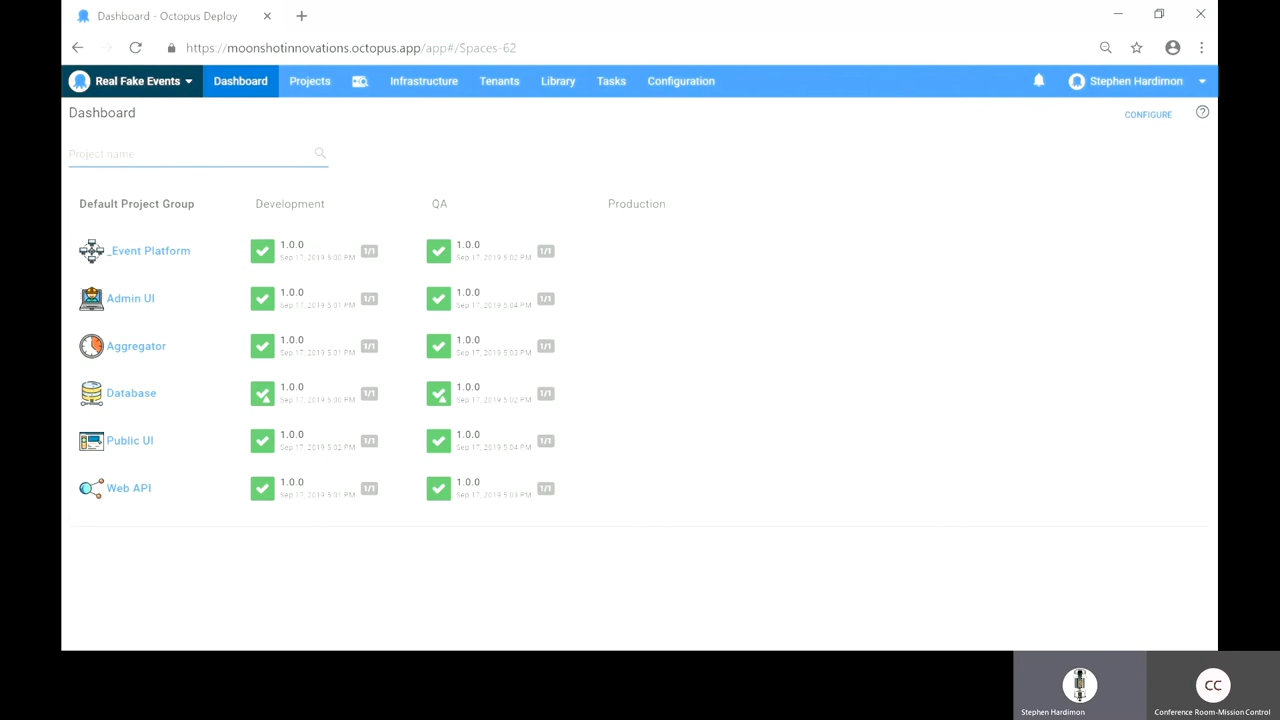 Dashboard - Octopus Deploy
https://moonshotinnovations.octopus.app/app#/Spaces-62
Real Fake Events Dashboard Projects Infrastructure Tenants Library Tasks Configuration Stephen Hardimon
Dashboard CONFIGURE
Project name
Default Project Group Development QA Production
_Event Platform 1.0.0 1/1 1.0.0 1/1
Sep 17, 2019 5:00 PM Sep 17, 2019 5:02 PM
Admin UI 1.0.0 1/1 1.0.0 1/1
Sep 17, 2019 5:01 PM Sep 17, 2019 5:04 PM
Aggregator 1.0.0 1/1 1.0.0 1/1
Sep 17, 2019 5:01 PM Sep 17, 2019 5:03 PM
Database 1.0.0 1/1 1.0.0 1/1
Sep 17, 2019 5:00 PM Sep 17, 2019 5:02 PM
Public UI 1.0.0 1/1 1.0.0 1/1
Sep 17, 2019 5:02 PM Sep 17, 2019 5:04 PM
Web API 1.0.0 1/1 1.0.0 1/1
Sep 17, 2019 5:01 PM Sep 17, 2019 5:03 PM
CC
Stephen Hardimon Conference Room-Mission Control